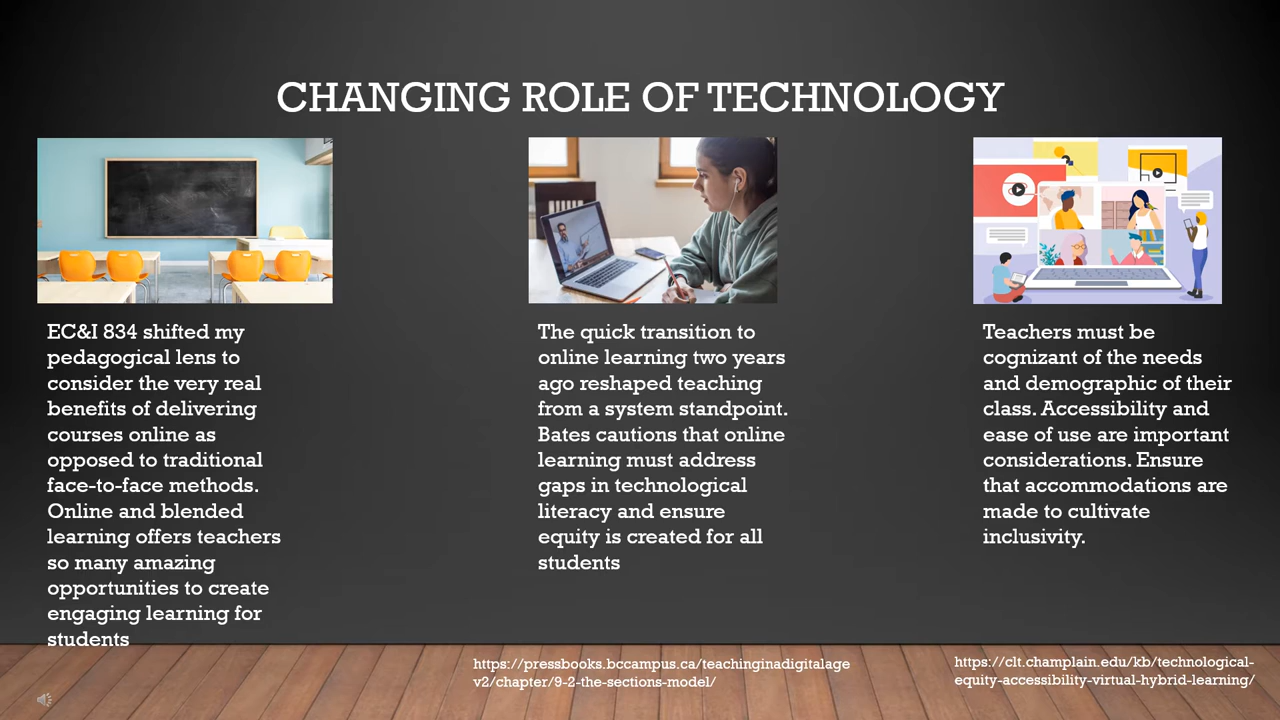 CHANGING ROLE OF TECHNOLOGY
EC&I 834 shifted my
pedagogical lens to
consider the very real
benefits of delivering
courses online as
opposed to traditional
face-to-face methods.
Online and blended
learning offers teachers
so many amazing
opportunities to create
engaging learning for
students
The quick transition to
online learning two years
ago reshaped teaching
from a system standpoint.
Bates cautions that online
learning must address
gaps in technological
literacy and ensure
equity is created for all
students
Teachers must be
cognizant of the needs
and demographic of their
class. Accessibility and
ease of use are important
considerations. Ensure
that accommodations are
made to cultivate
inclusivity.
https://pressbooks.bccampus.ca/teachinginadigitalage
v2/chapter/9-2-the-sections-model/
https://clt.champlain.edu/kb/technological-
equity-accessibility-virtual-hybrid-learning/